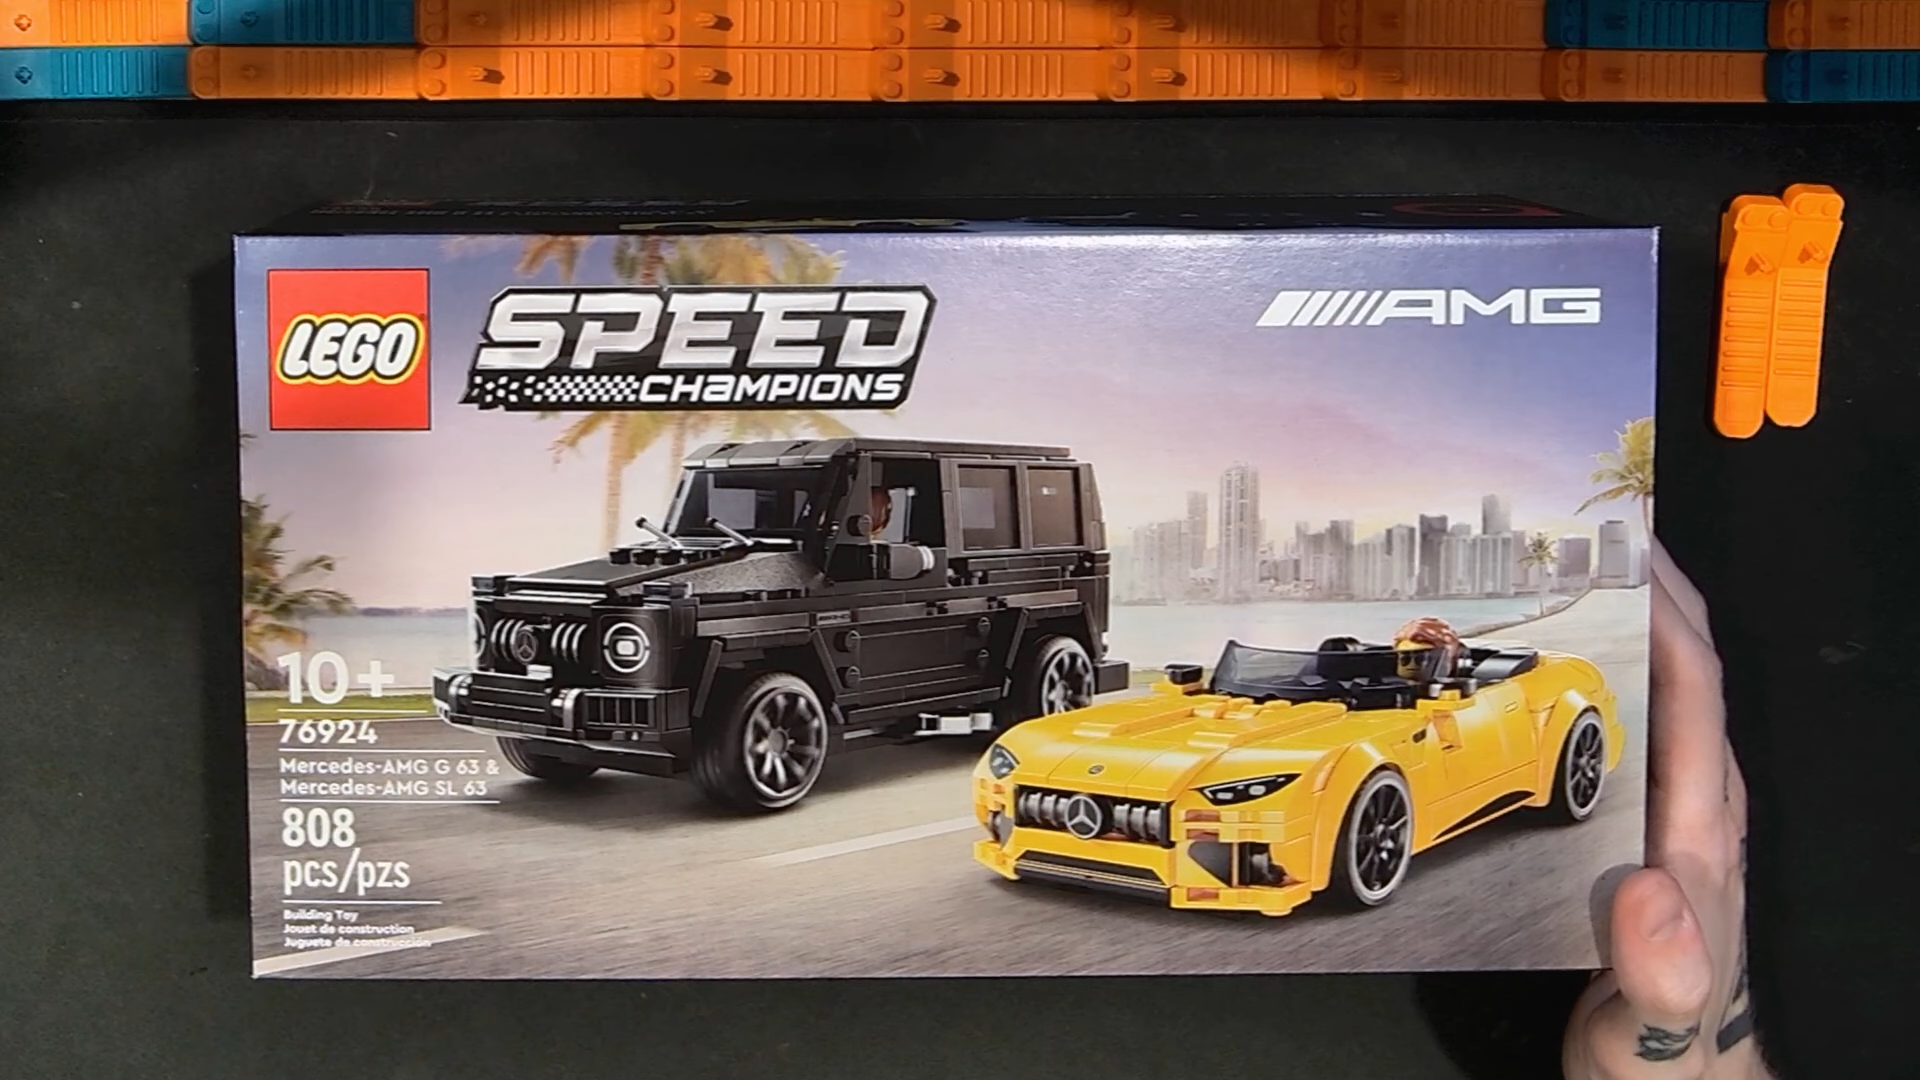 LEGO
SPEED
CHAMPIONS
AMG
10+
76924
Mercedes-AMG G 63 &
Mercedes-AMG SL 63
808
pcs/pzs
Building Toy
Jouet de construction
Juguete de construcción